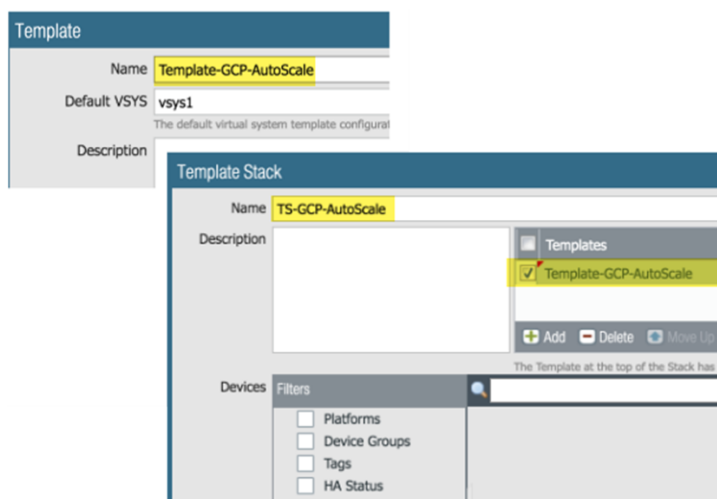 Template
Name Template-GCP-AutoScale
Default VSYS vsys1
The default virtual system template configurat
Description
Template Stack
Name TS-GCP-AutoScale
Description
Templates
Template-GCP-AutoScale
Add Delete Move Up
The Template at the top of the Stack has
Devices Filters
Platforms
Device Groups
Tags
HA Status